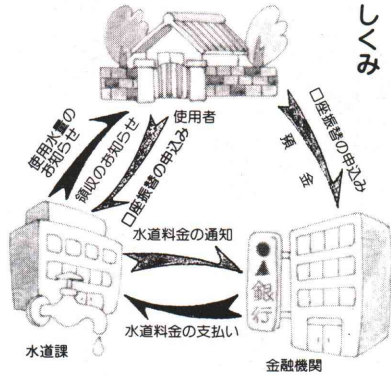 しくみ
使用者
使用水量の
お知らせ
領収のお知らせ
口座振替の申込み
口座振替の申込み
預金
水道料金の通知
●▲銀行
水道料金の支払い
水道課
金融機関